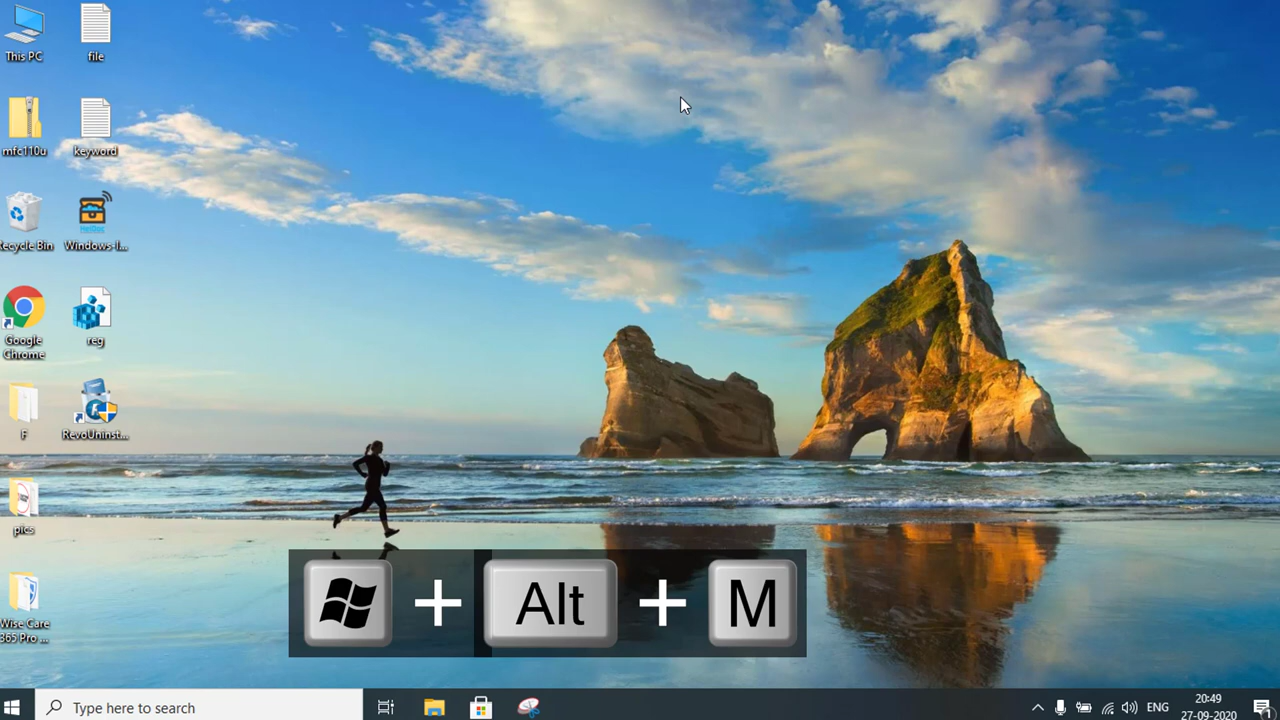 This PC
file
mfc110u
keyword
Recycle Bin
Windows-I...
Google
Chrome
reg
F
RevoUninst...
pics
Wise Care
365 Pro ...
+ Alt + M
Type here to search
ENG
20:49
27-09-2020